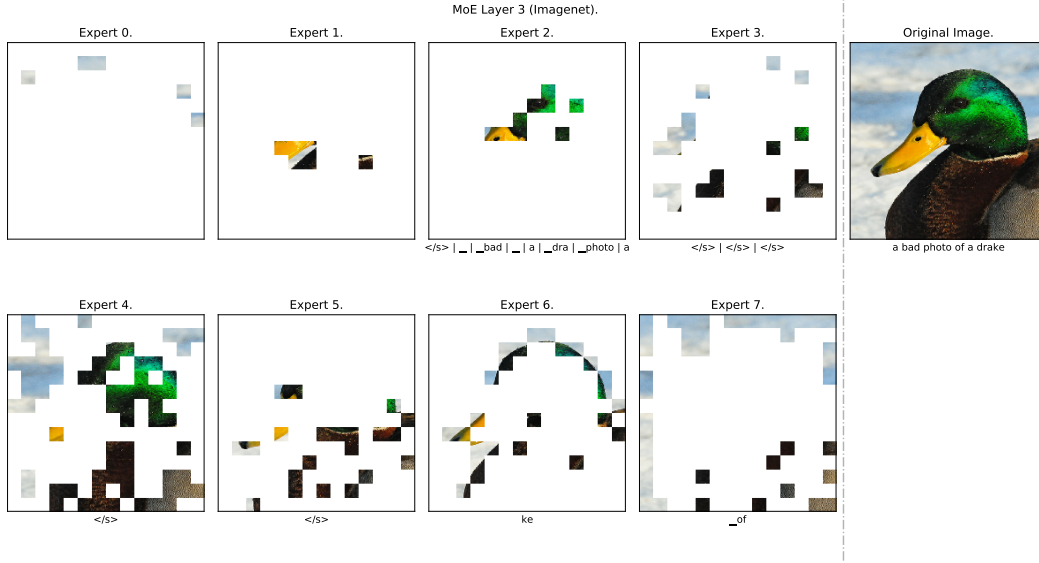 MoE Layer 3 (Imagenet).
Expert 0.
Expert 1.
Expert 2.
Expert 3.
Original Image.
</s> | ▁ | ▁bad | ▁ | a | ▁dra | ▁photo | a
</s> | </s> | </s>
a bad photo of a drake
Expert 4.
Expert 5.
Expert 6.
Expert 7.
</s>
</s>
ke
▁of